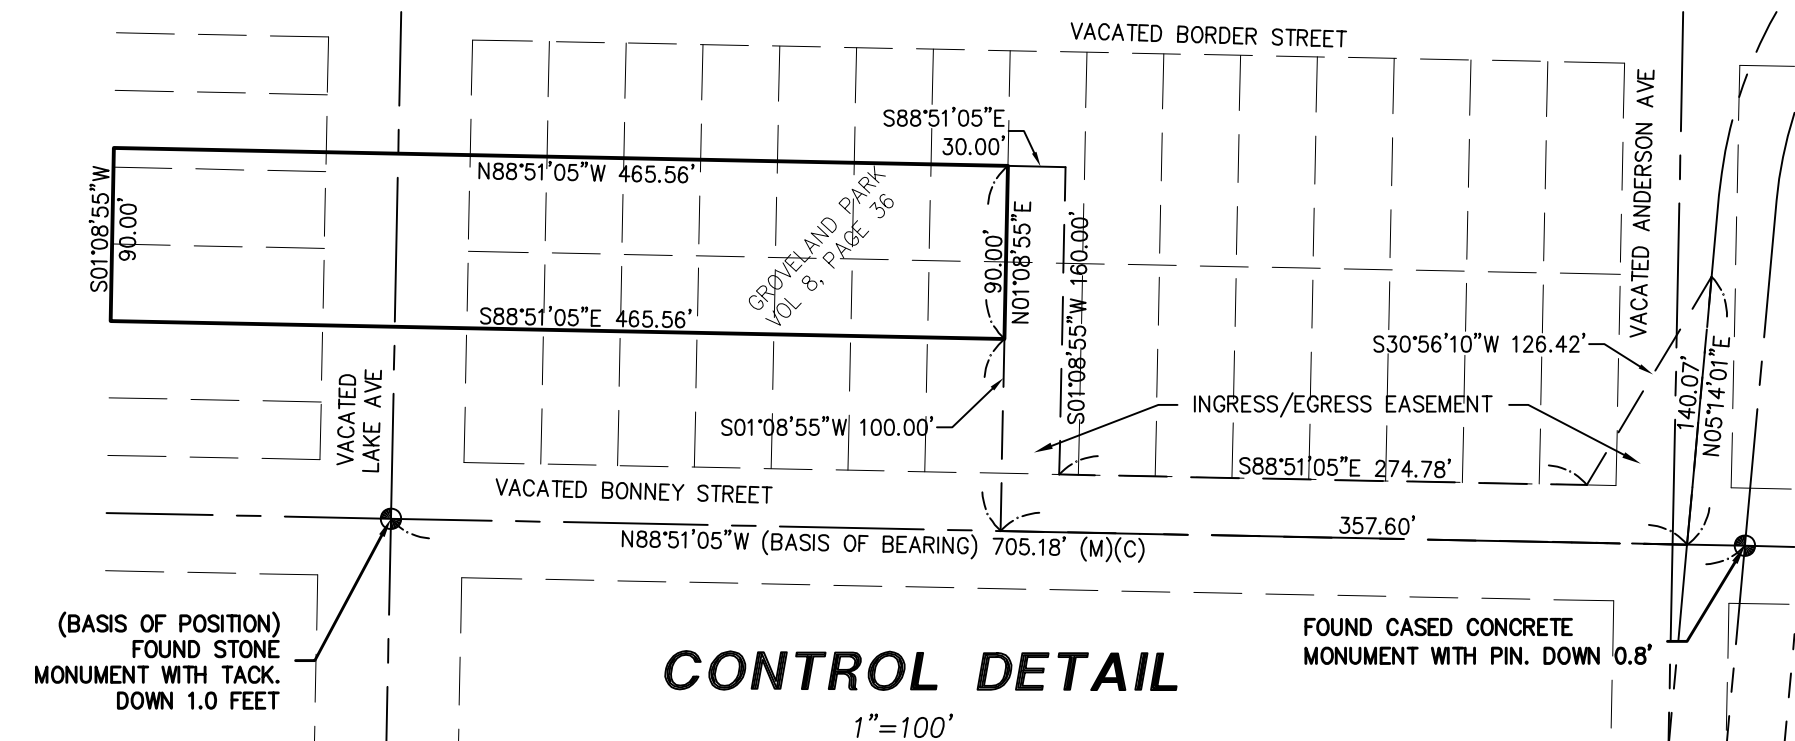 VACATED BORDER STREET
S88°51'05"E
30.00'
N88°51'05"W 465.56'
S01°08'55"W
90.00'
GROVELAND PARK
VOL 8, PAGE 36
90.00'
N01°08'55"E
S01°08'55"W 160.00'
VACATED ANDERSON AVE
S88°51'05"E 465.56'
S30°56'10"W 126.42'
140.07'
N05°14'01"E
VACATED
LAKE AVE
INGRESS/EGRESS EASEMENT
S01°08'55"W 100.00'
S88°51'05"E 274.78'
VACATED BONNEY STREET
357.60'
N88°51'05"W (BASIS OF BEARING) 705.18' (M)(C)
(BASIS OF POSITION)
FOUND STONE
MONUMENT WITH TACK.
DOWN 1.0 FEET
FOUND CASED CONCRETE
MONUMENT WITH PIN. DOWN 0.8'
CONTROL DETAIL
1"=100'